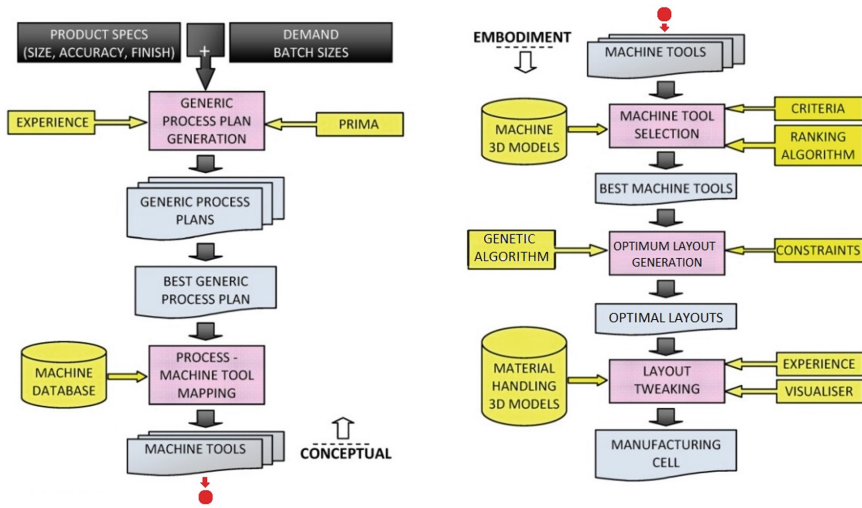 PRODUCT SPECS
(SIZE, ACCURACY, FINISH)
+
DEMAND
BATCH SIZES
EXPERIENCE
GENERIC
PROCESS PLAN
GENERATION
PRIMA
GENERIC PROCESS
PLANS
BEST GENERIC
PROCESS PLAN
MACHINE
DATABASE
PROCESS -
MACHINE TOOL
MAPPING
MACHINE TOOLS
CONCEPTUAL
EMBODIMENT
MACHINE TOOLS
MACHINE
3D MODELS
MACHINE TOOL
SELECTION
CRITERIA
RANKING
ALGORITHM
BEST MACHINE TOOLS
GENETIC
ALGORITHM
OPTIMUM LAYOUT
GENERATION
CONSTRAINTS
OPTIMAL LAYOUTS
MATERIAL
HANDLING
3D MODELS
LAYOUT
TWEAKING
EXPERIENCE
VISUALISER
MANUFACTURING
CELL